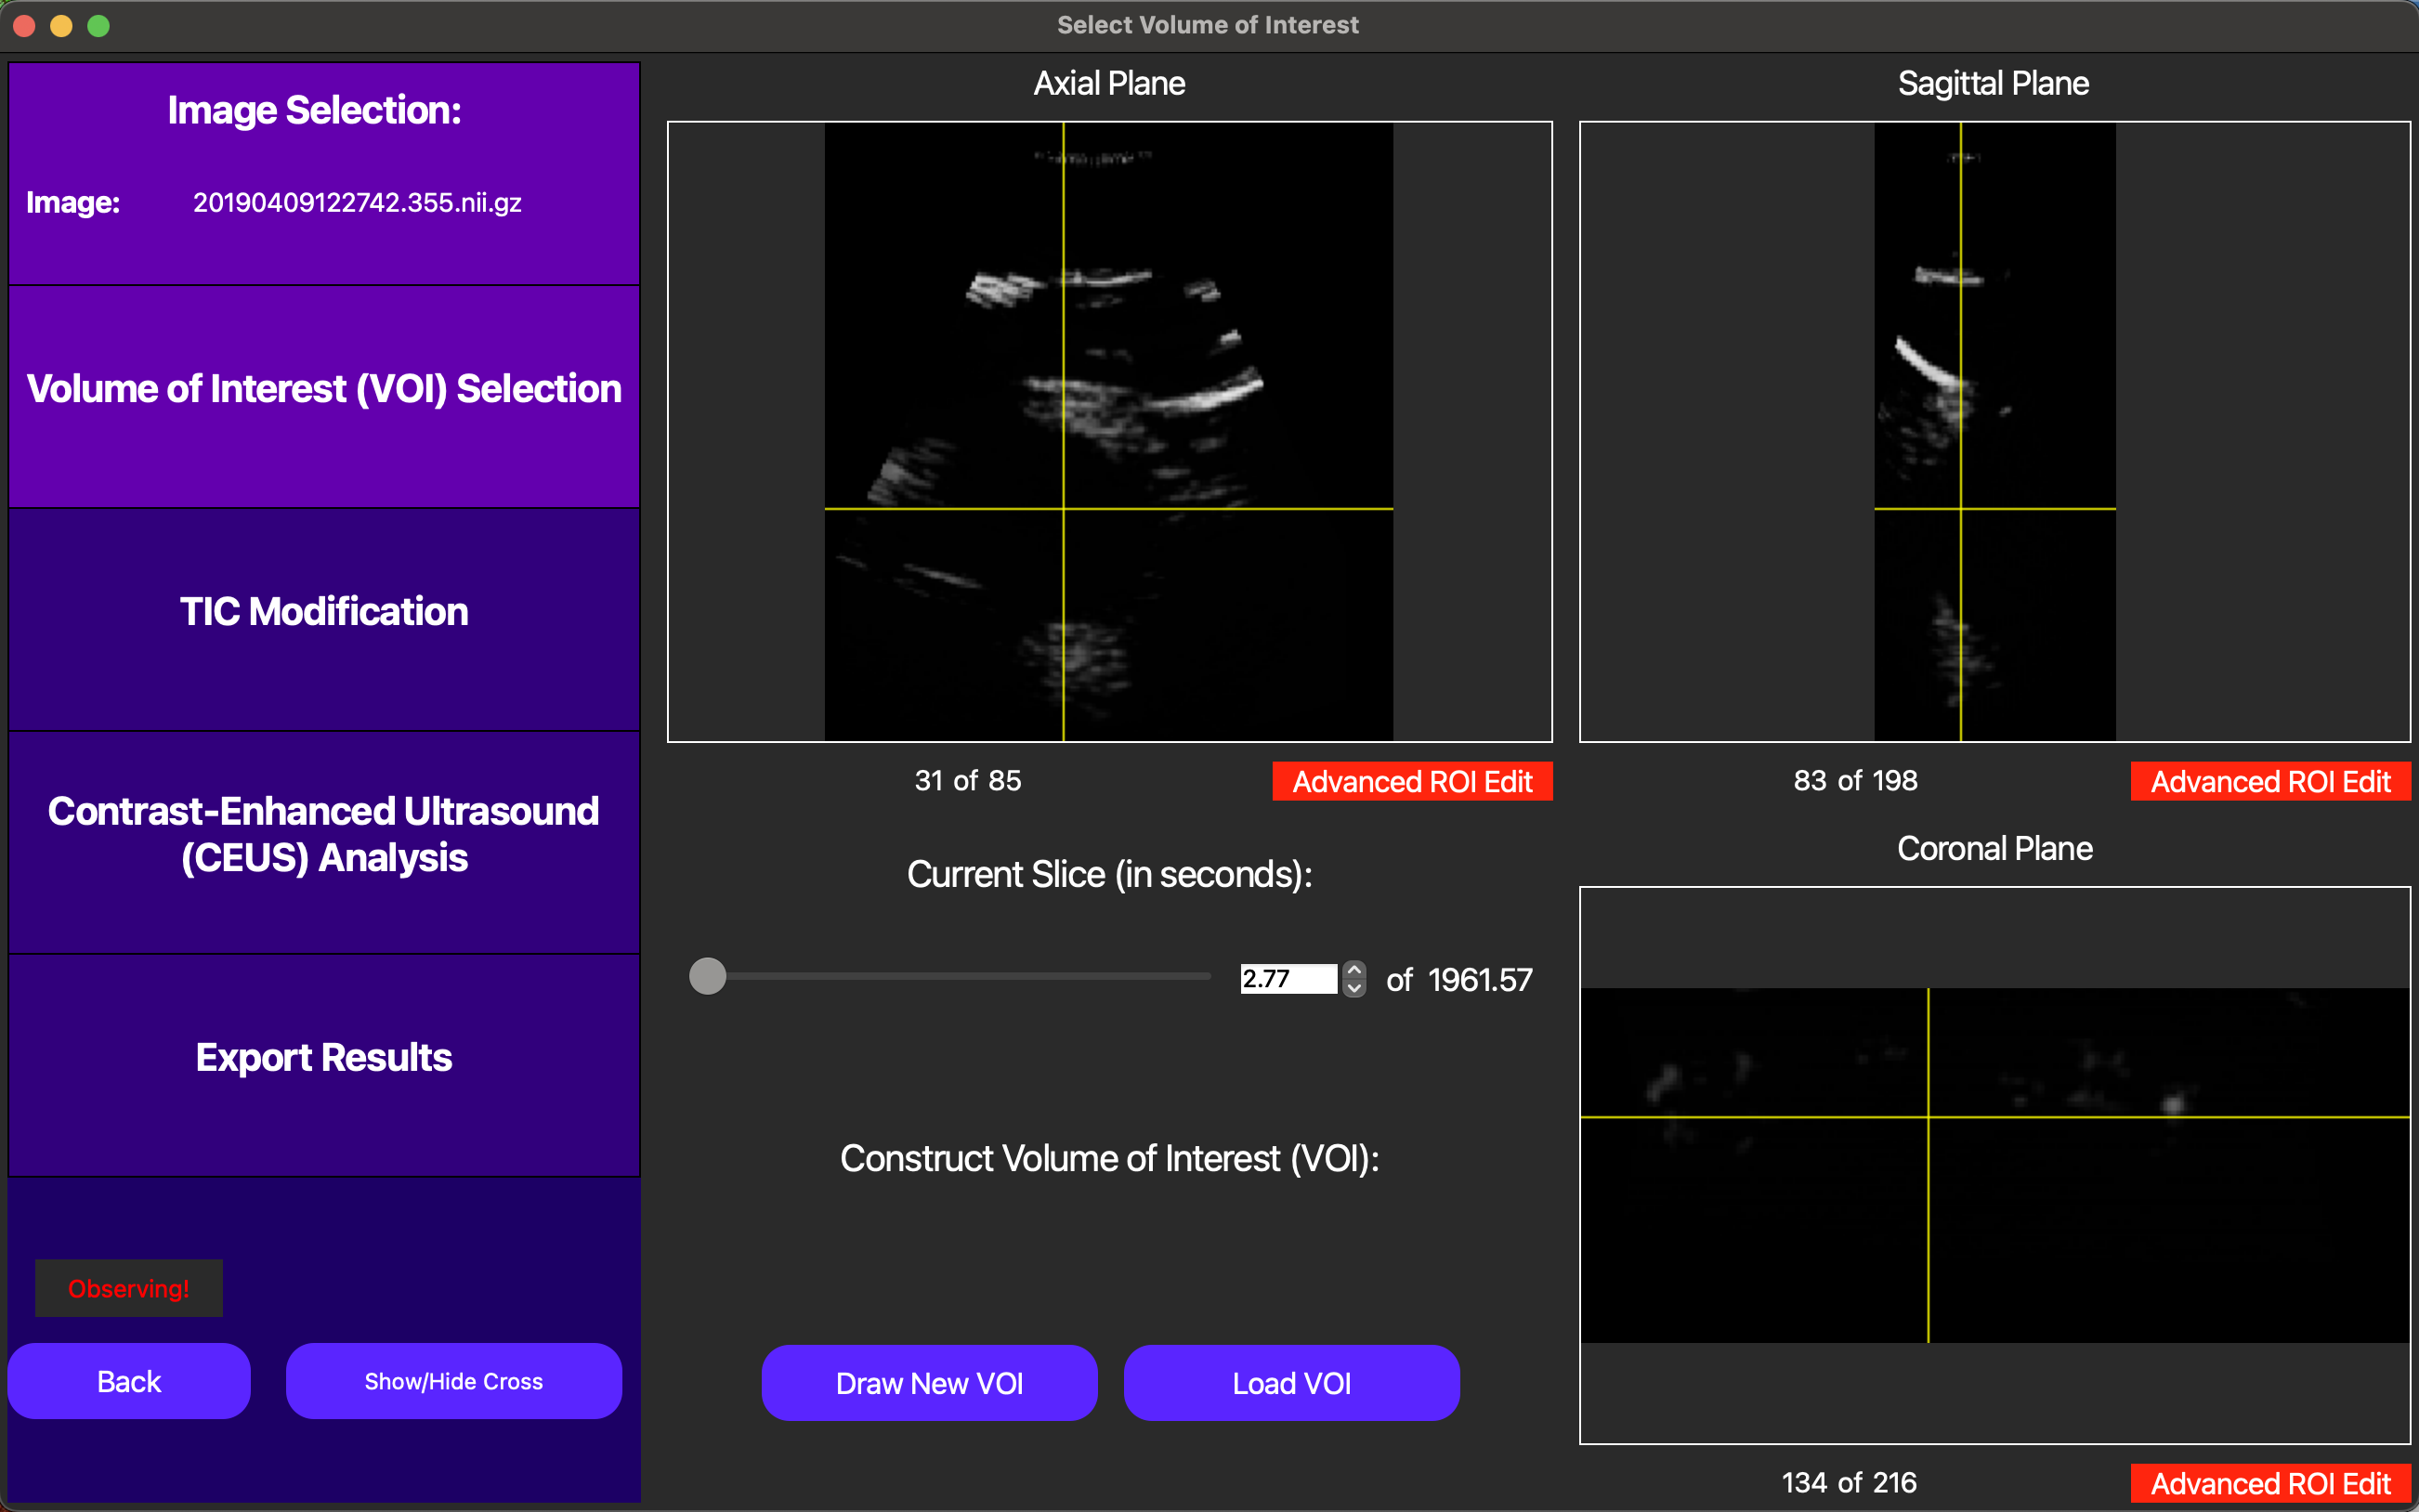 Select Volume of Interest
Image Selection:
Image: 20190409122742.355.nii.gz
Volume of Interest (VOI) Selection
TIC Modification
Contrast-Enhanced Ultrasound
(CEUS) Analysis
Export Results
Observing!
Back
Show/Hide Cross
Axial Plane
31 of 85
Advanced ROI Edit
Current Slice (in seconds):
2.77 of 1961.57
Construct Volume of Interest (VOI):
Draw New VOI
Load VOI
Sagittal Plane
83 of 198
Advanced ROI Edit
Coronal Plane
134 of 216
Advanced ROI Edit